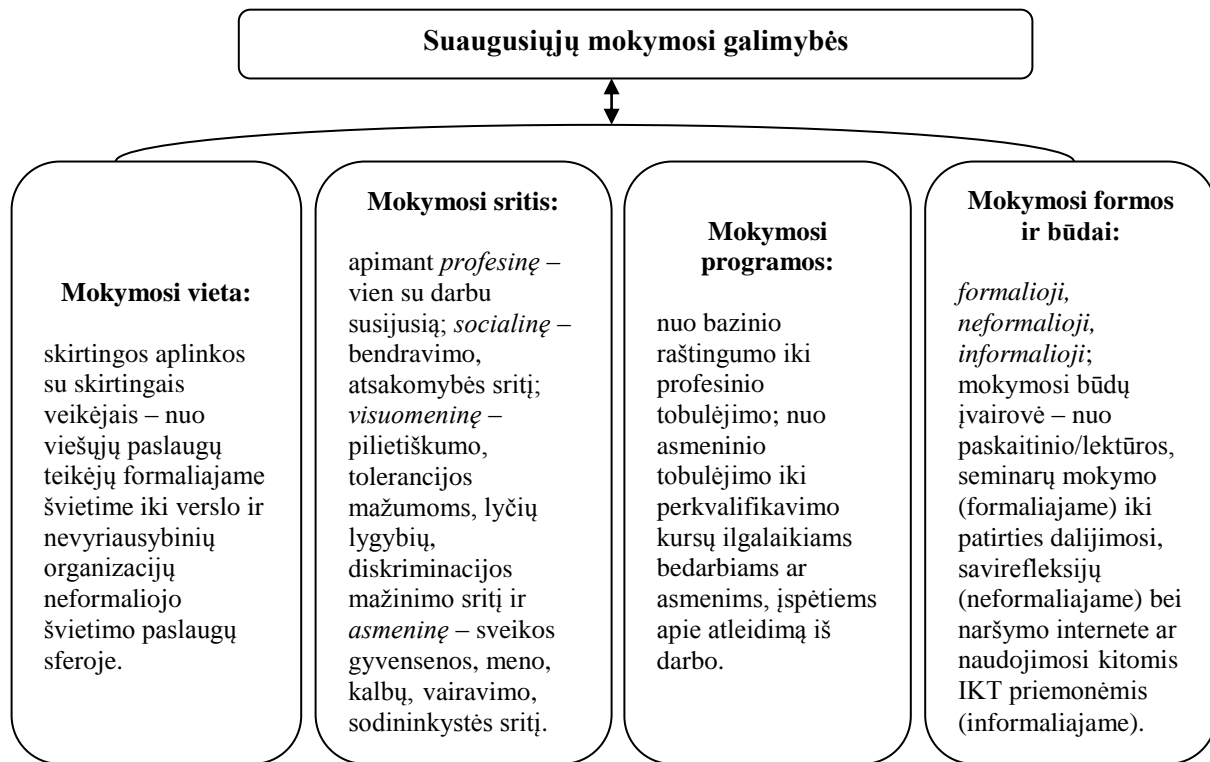 Suaugusiųjų mokymosi galimybės
Mokymosi vieta:
skirtingos aplinkos
su skirtingais
veikėjais – nuo
viešųjų paslaugų
teikėjų formaliajame
švietime iki verslo ir
nevyriausybinių
organizacijų
neformaliojo
švietimo paslaugų
sferoje.
Mokymosi sritis:
apimant profesinę –
vien su darbu
susijusią; socialinę –
bendravimo,
atsakomybės sritį;
visuomeninę –
pilietiškumo,
tolerancijos
mažumoms, lyčių
lygybių,
diskriminacijos
mažinimo sritį ir
asmeninę – sveikos
gyvensenos, meno,
kalbų, vairavimo,
sodininkystės sritį.
Mokymosi
programos:
nuo bazinio
raštingumo iki
profesinio
tobulėjimo; nuo
asmeninio
tobulėjimo iki
perkvalifikavimo
kursų ilgalaikiams
bedarbiams ar
asmenims, įspėtiems
apie atleidimą iš
darbo.
Mokymosi formos
ir būdai:
formalioji,
neformalioji,
informalioji;
mokymosi būdų
įvairovė – nuo
paskaitinio/lektūros,
seminarų mokymo
(formaliajame) iki
patirties dalijimosi,
savirefleksijų
(neformaliajame) bei
naršymo internete ar
naudojimosi kitomis
IKT priemonėmis
(informaliajame).